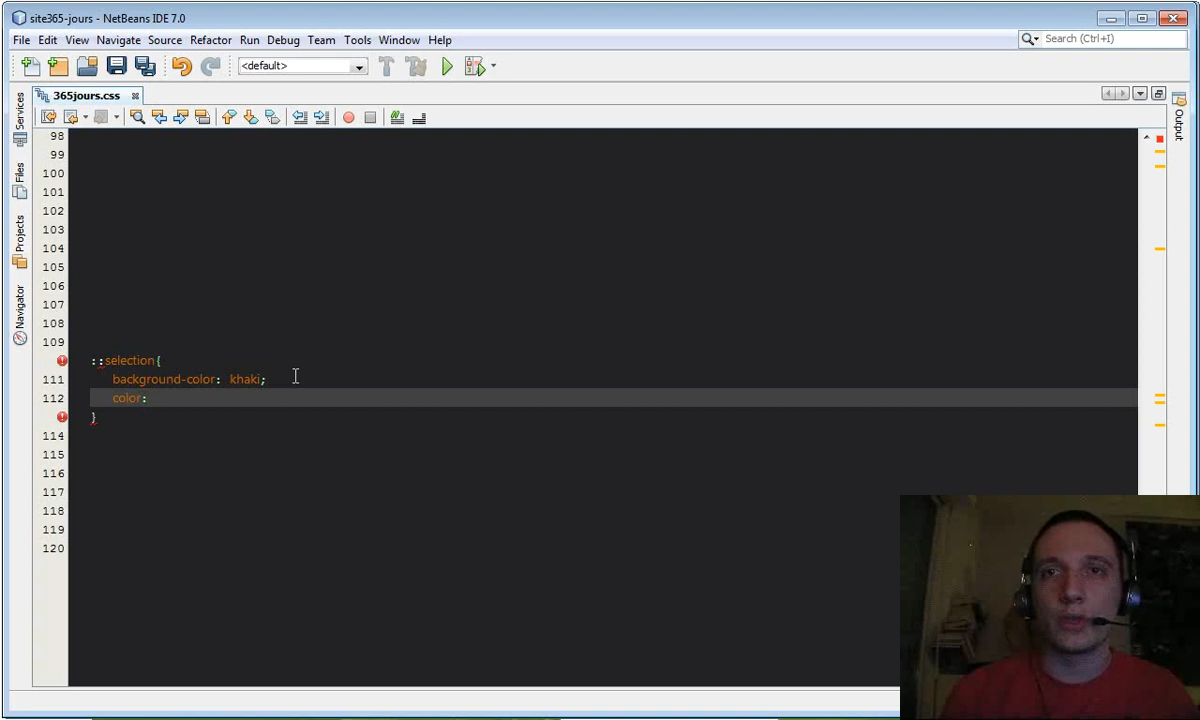 site365-jours - NetBeans IDE 7.0
File Edit View Navigate Source Refactor Run Debug Team Tools Window Help
Search (Ctrl+I)
<default>
365jours.css
Services
Files
Projects
Navigator
Output
98
99
100
101
102
103
104
105
106
107
108
109
::selection{
111 background-color: khaki;
112 color:
}
114
115
116
117
118
119
120